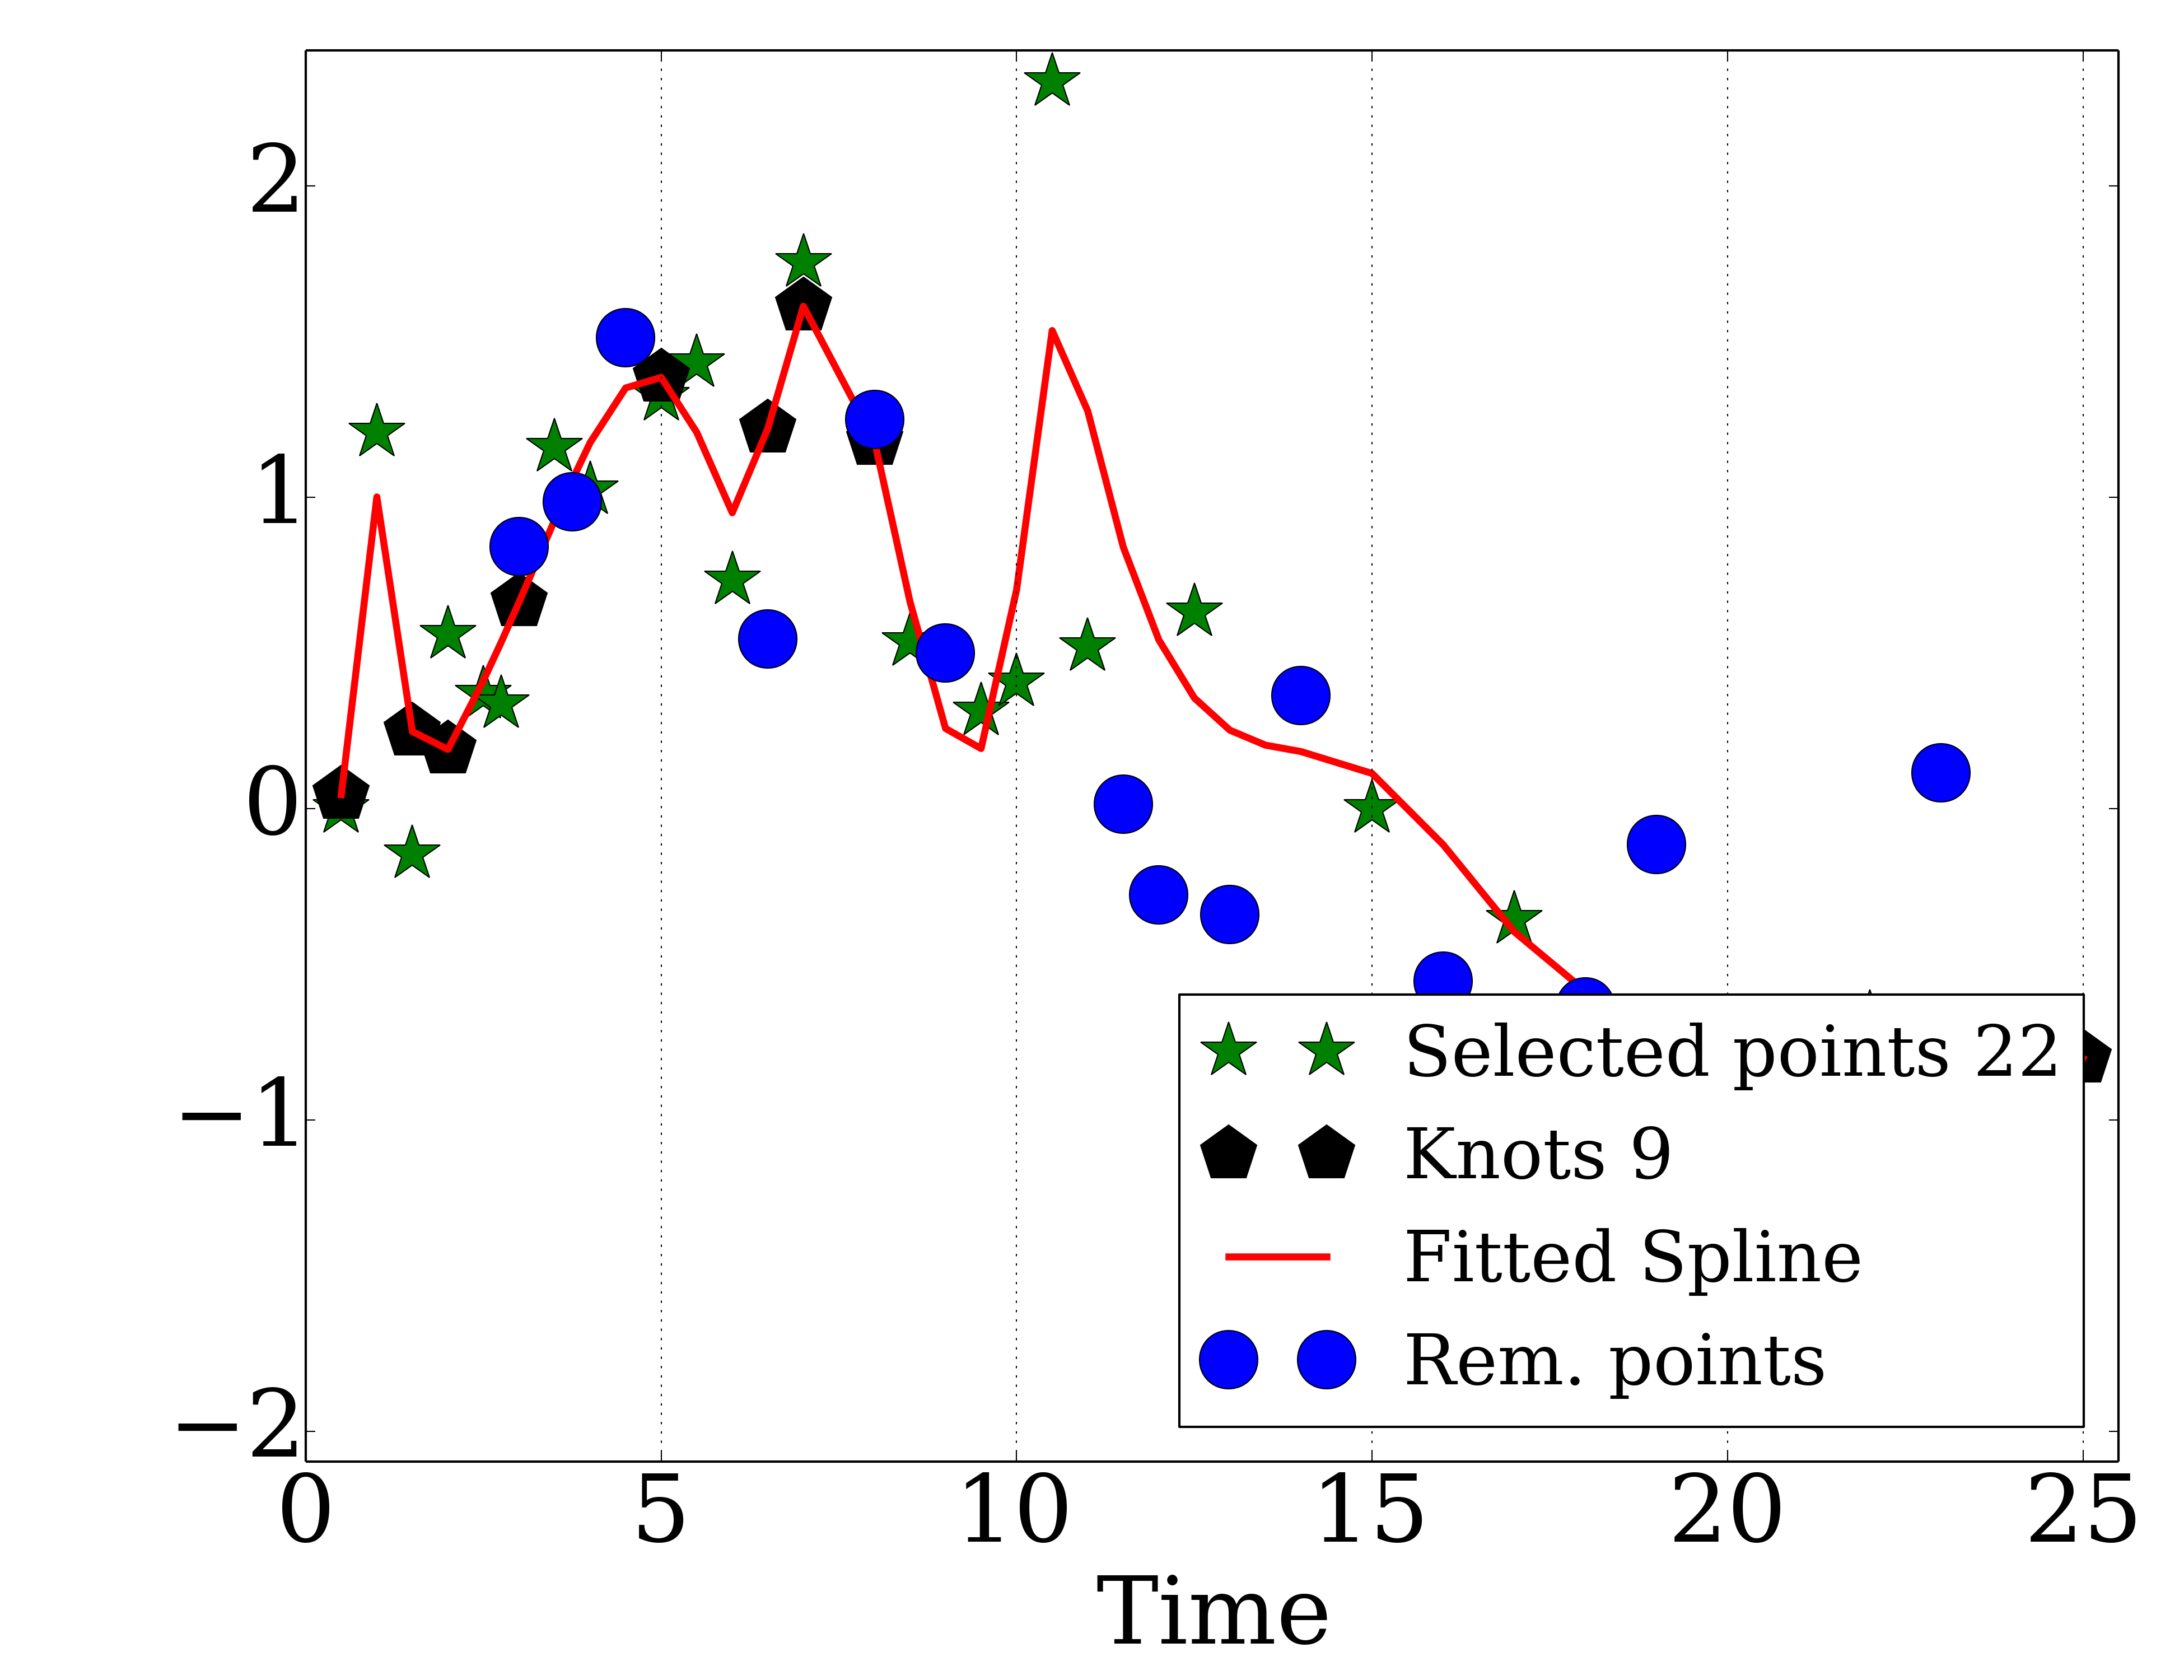 2
1
0
−1
−2
0 5 10 15 20 25
Time
Selected points 22
Knots 9
Fitted Spline
Rem. points